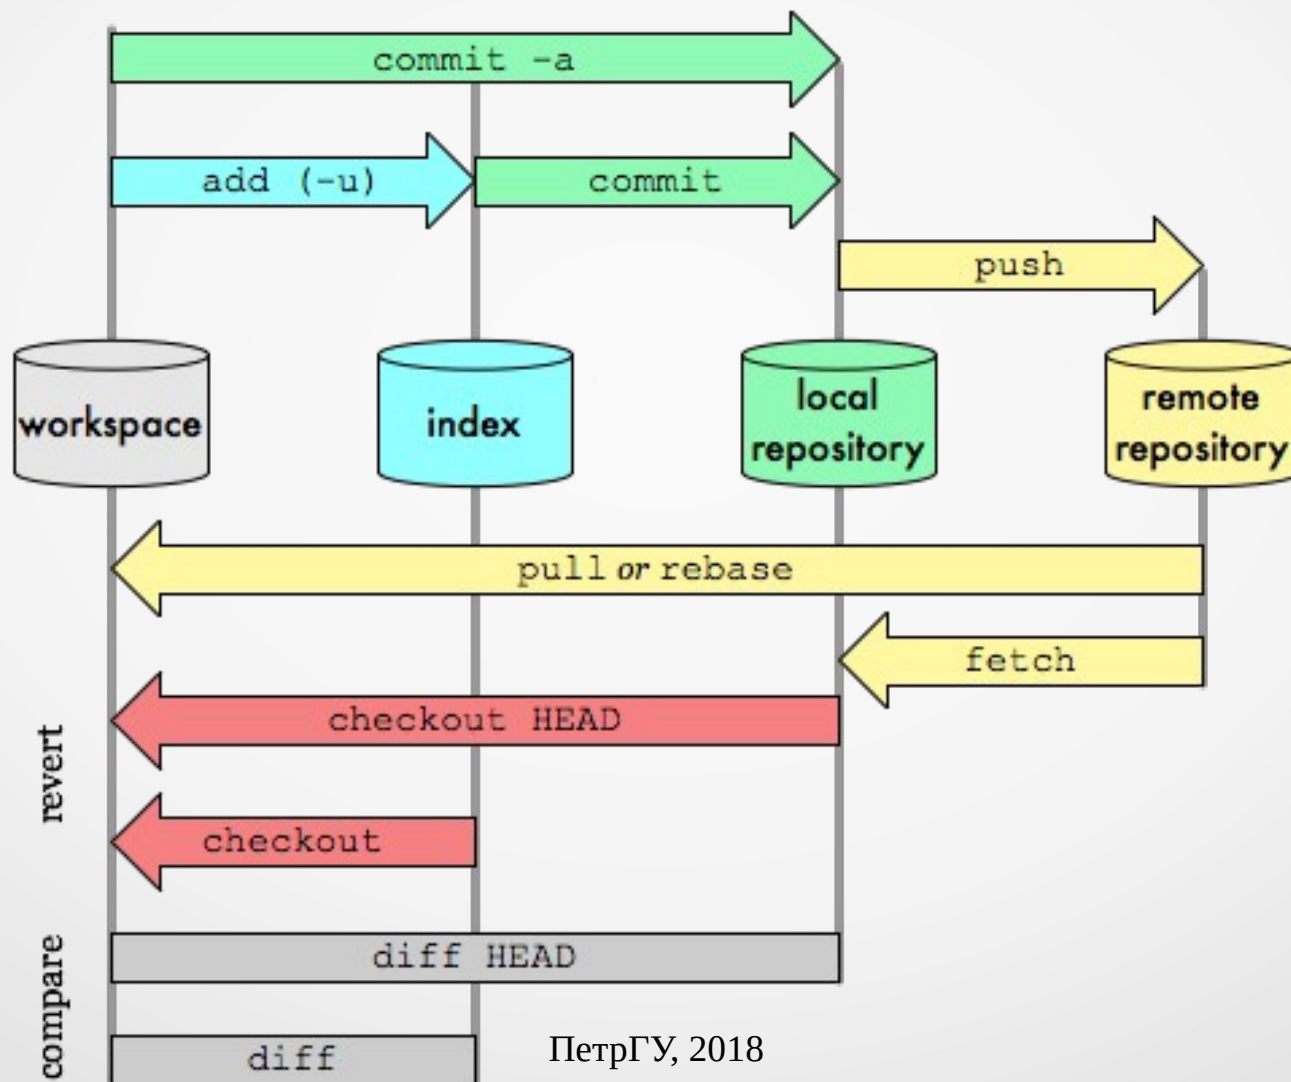 commit -a
add (-u)
commit
push
workspace
index
local
repository
remote
repository
pull or rebase
fetch
revert
checkout HEAD
checkout
compare
diff HEAD
diff
ПетрГУ, 2018